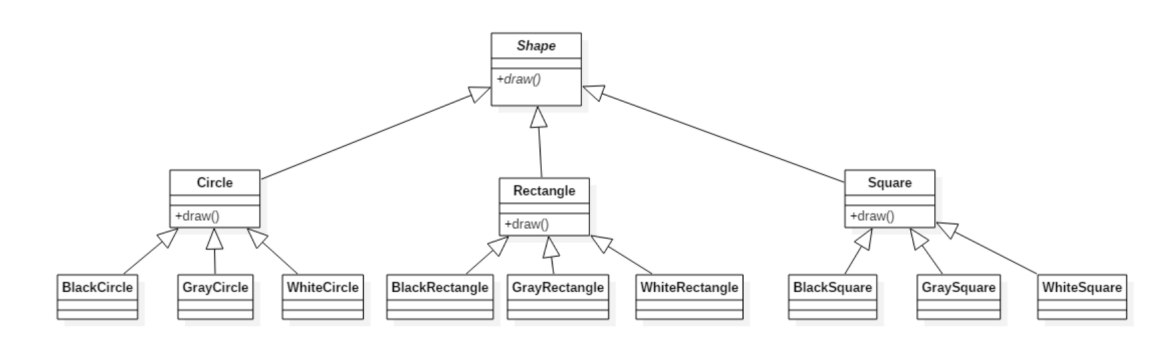 Shape
+draw()
Circle
+draw()
Rectangle
+draw()
Square
+draw()
BlackCircle
GrayCircle
WhiteCircle
BlackRectangle
GrayRectangle
WhiteRectangle
BlackSquare
GraySquare
WhiteSquare